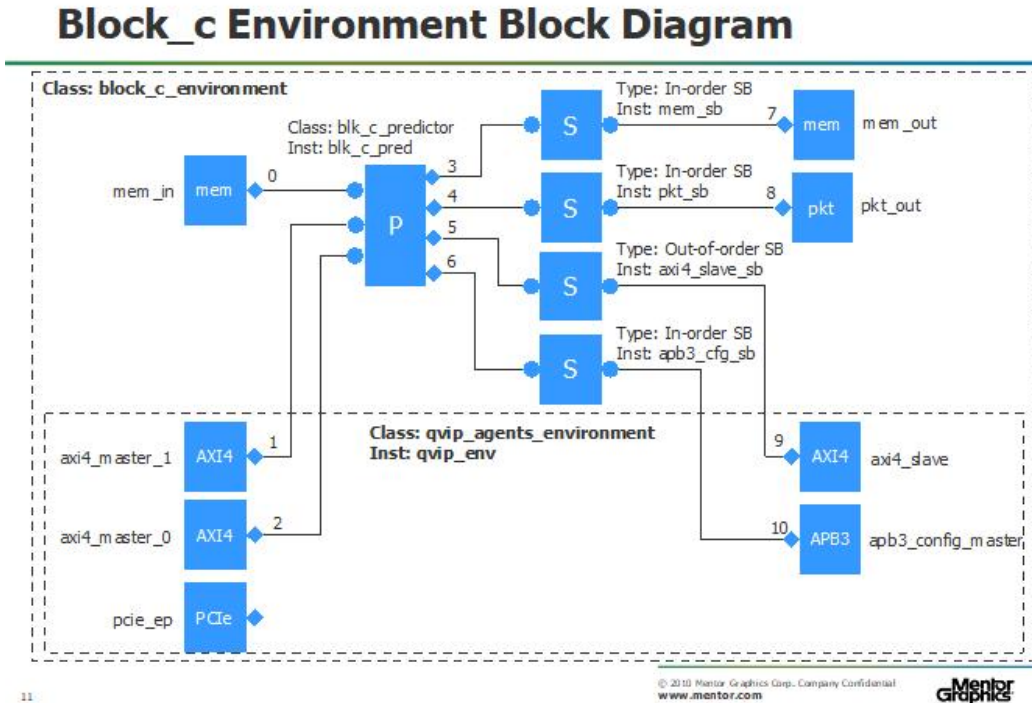 Block_c Environment Block Diagram
Class: block_c_environment
Class: blk_c_predictor
Inst: blk_c_pred
mem_in
mem
0
P
3
4
5
6
Type: In-order SB
Inst: mem_sb
S
7
mem
mem_out
Type: In-order SB
Inst: pkt_sb
S
8
pkt
pkt_out
Type: Out-of-order SB
Inst: axi4_slave_sb
S
Type: In-order SB
Inst: apb3_cfg_sb
S
Class: qvip_agents_environment
Inst: qvip_env
axi4_master_1
AXI4
1
axi4_master_0
AXI4
2
pcie_ep
PCIe
9
AXI4
axi4_slave
10
APB3
apb3_config_master
11
© 2010 Mentor Graphics Corp. Company Confidential
www.mentor.com
Mentor
Graphics